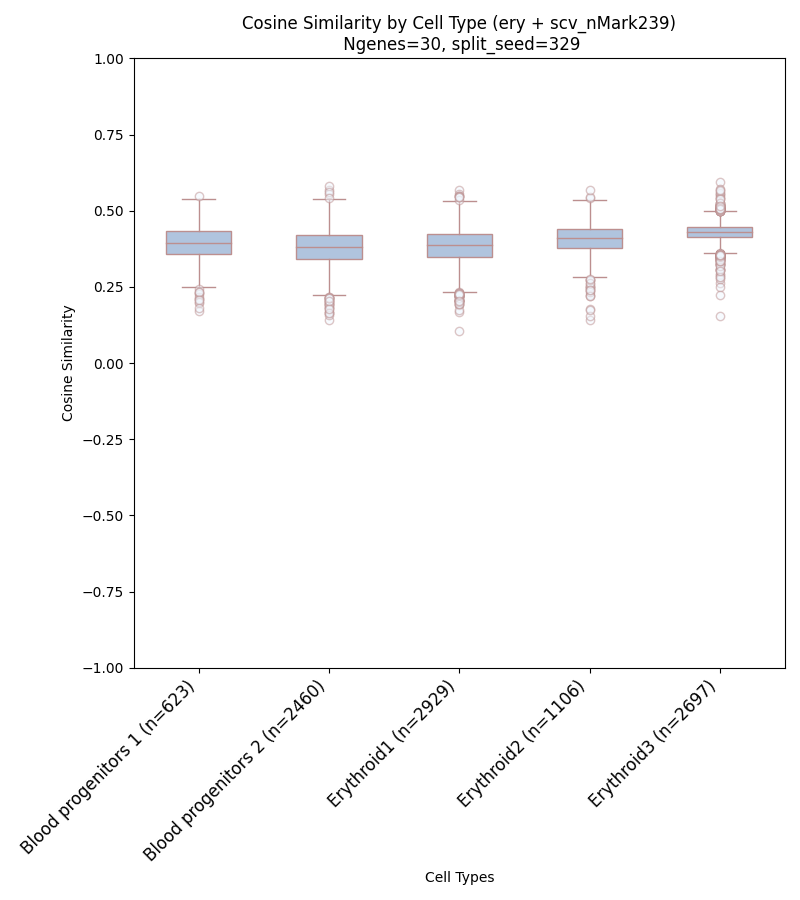 Cosine Similarity by Cell Type (ery + scv_nMark239)
Ngenes=30, split_seed=329
Cosine Similarity
1.00
0.75
0.50
0.25
0.00
−0.25
−0.50
−0.75
−1.00
Blood progenitors 1 (n=623)
Blood progenitors 2 (n=2460)
Erythroid1 (n=2929)
Erythroid2 (n=1106)
Erythroid3 (n=2697)
Cell Types